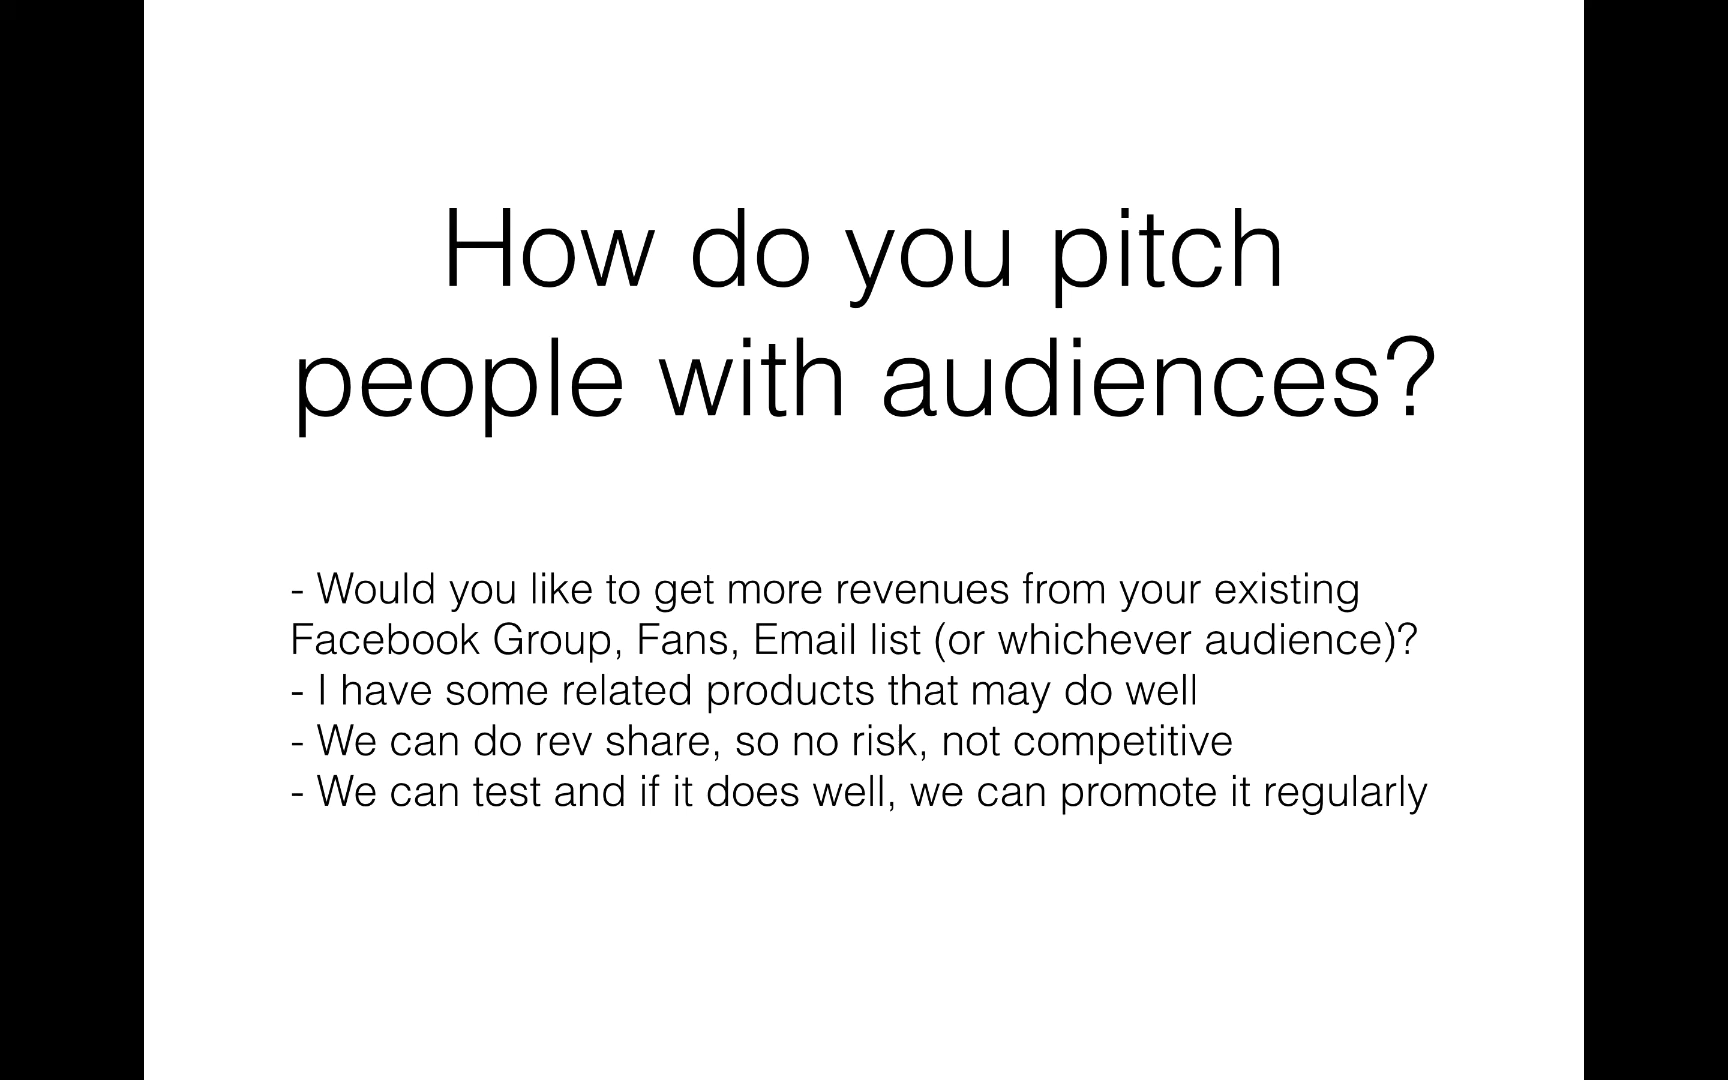 How do you pitch
people with audiences?
- Would you like to get more revenues from your existing
Facebook Group, Fans, Email list (or whichever audience)?
- I have some related products that may do well
- We can do rev share, so no risk, not competitive
- We can test and if it does well, we can promote it regularly